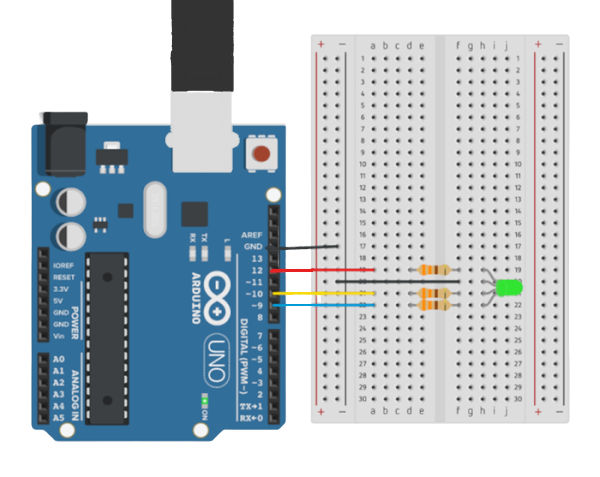 AREF
GND
13
12
~11
~10
~9
8
7
~6
~5
4
~3
2
TX→1
RX←0
DIGITAL (PWM~)
IOREF
RESET
3.3V
5V
GND
GND
Vin
POWER
A0
A1
A2
A3
A4
A5
ANALOG IN
RX
TX
L
ARDUINO
UNO
ON
+ − a b c d e f g h i j + −
1 1
2 2
3 3
4 4
5 5
6 6
7 7
8 8
9 9
10 10
11 11
12 12
13 13
14 14
15 15
16 16
17 17
18 18
19 19
20
21
22 22
23 23
24 24
25 25
26 26
27 27
28 28
29 29
30 30
+ − a b c d e f g h i j + −